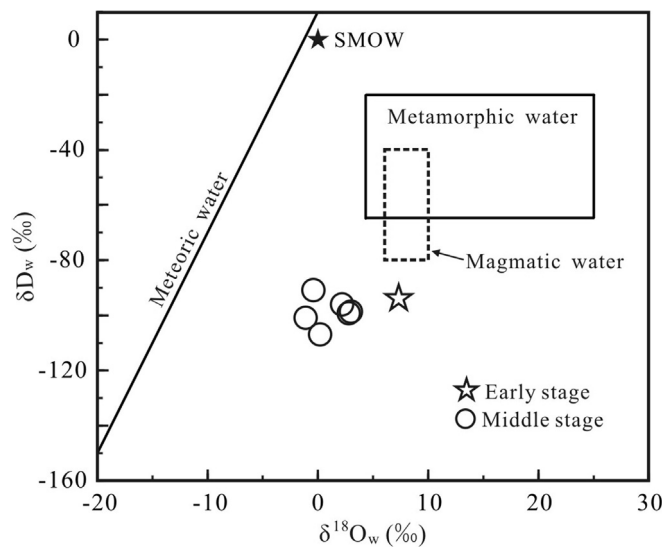 0
SMOW
Metamorphic water
-40
Meteoric water
δDw (‰)
-80
Magmatic water
-120
Early stage
Middle stage
-160
-20
-10
0
10
20
30
δ¹⁸Ow (‰)